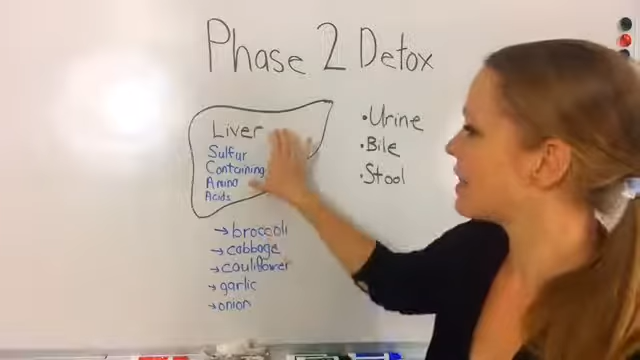 Phase 2 Detox
Liver
Sulfur
Containing
Amino
Acids
→ broccoli
→ cabbage
→ cauliflower
→ garlic
→ onion
• Urine
• Bile
• Stool